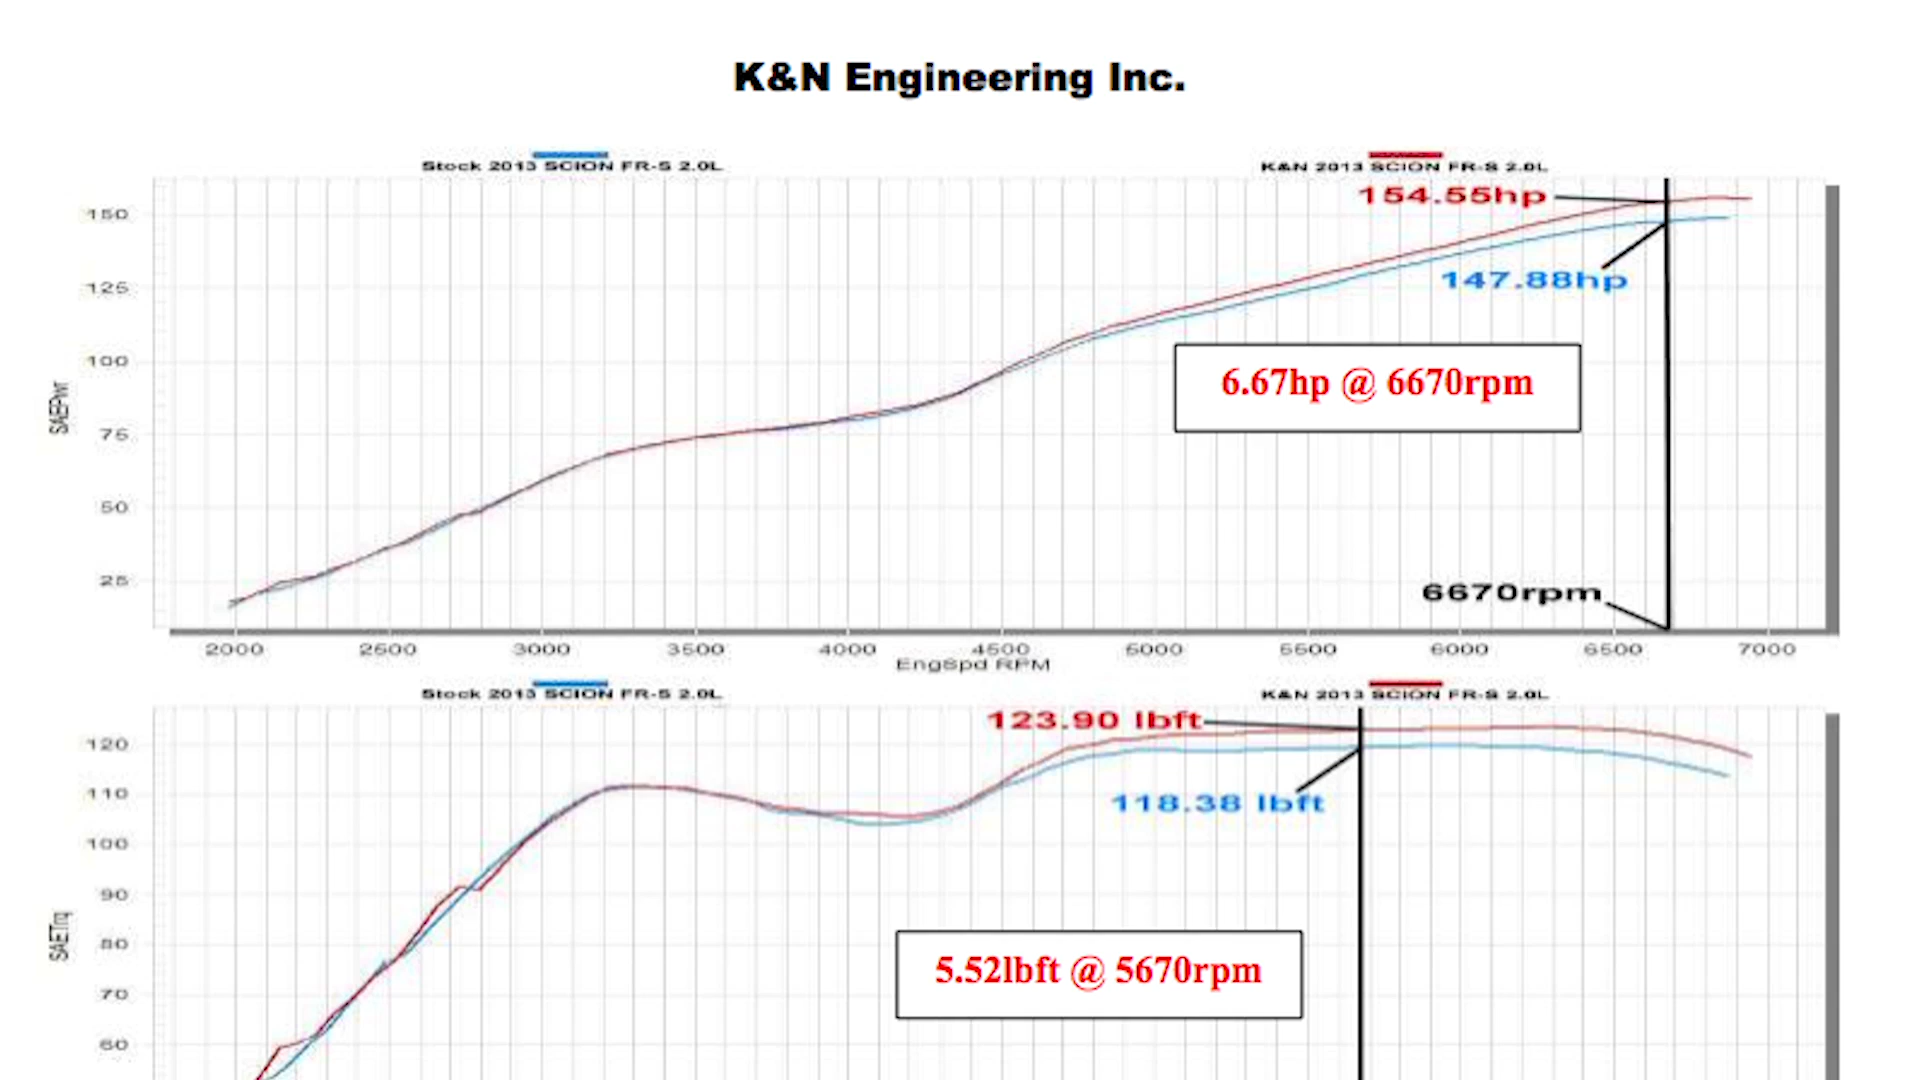 K&N Engineering Inc.
Stock 2013 SCION FR-S 2.0L
K&N 2013 SCION FR-S 2.0L
154.55hp
147.88hp
6.67hp @ 6670rpm
6670rpm
150
125
100
75
50
25
SAEPwr
2000 2500 3000 3500 4000 4500 5000 5500 6000 6500 7000
EngSpd RPM
Stock 2013 SCION FR-S 2.0L
K&N 2013 SCION FR-S 2.0L
123.90 lbft
118.38 lbft
5.52lbft @ 5670rpm
120
110
100
90
80
70
60
SAETrq